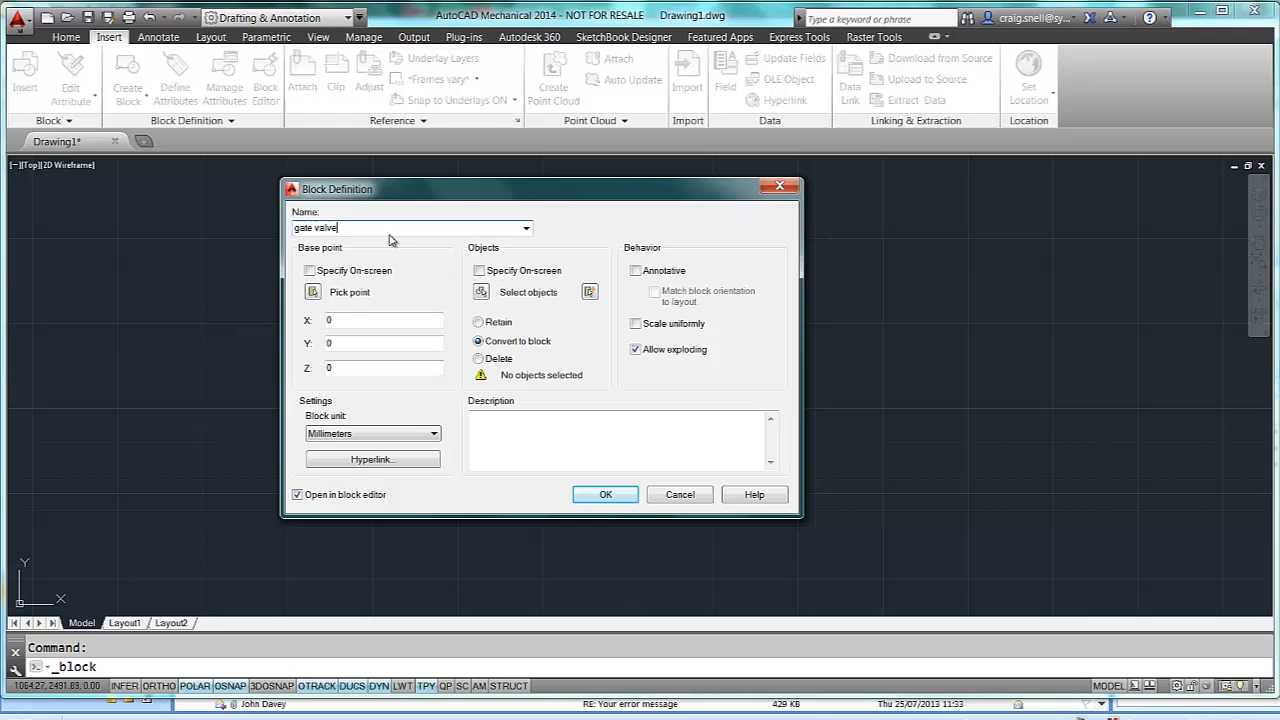 Drafting & Annotation
AutoCAD Mechanical 2014 - NOT FOR RESALE Drawing1.dwg
Type a keyword or phrase
craig.snell@sy...
Home Insert Annotate Layout Parametric View Manage Output Plug-ins Autodesk 360 SketchBook Designer Featured Apps Express Tools Raster Tools
Insert
Edit Attribute
Create Block
Define Attributes
Manage Attributes
Block Editor
Attach
Clip
Adjust
Underlay Layers
*Frames vary*
Snap to Underlays ON
Create Point Cloud
Attach
Auto Update
Import
Field
Update Fields
OLE Object
Hyperlink
Data Link
Download from Source
Upload to Source
Extract Data
Set Location
Block
Block Definition
Reference
Point Cloud
Import
Data
Linking & Extraction
Location
Drawing1*
[−][Top][2D Wireframe]
Block Definition
Name:
gate valve
Base point
Specify On-screen
Pick point
X: 0
Y: 0
Z: 0
Objects
Specify On-screen
Select objects
Retain
Convert to block
Delete
No objects selected
Behavior
Annotative
Match block orientation
to layout
Scale uniformly
Allow exploding
Settings
Block unit:
Millimeters
Hyperlink...
Description
Open in block editor
OK Cancel Help
Y
X
Model Layout1 Layout2
Command:
_block
1064.27, 2491.89, 0.00 INFER ORTHO POLAR OSNAP 3DOSNAP OTRACK DUCS DYN LWT TPY QP SC AM STRUCT MODEL
John Davey RE: Your error message 429 KB Thu 25/07/2013 11:33